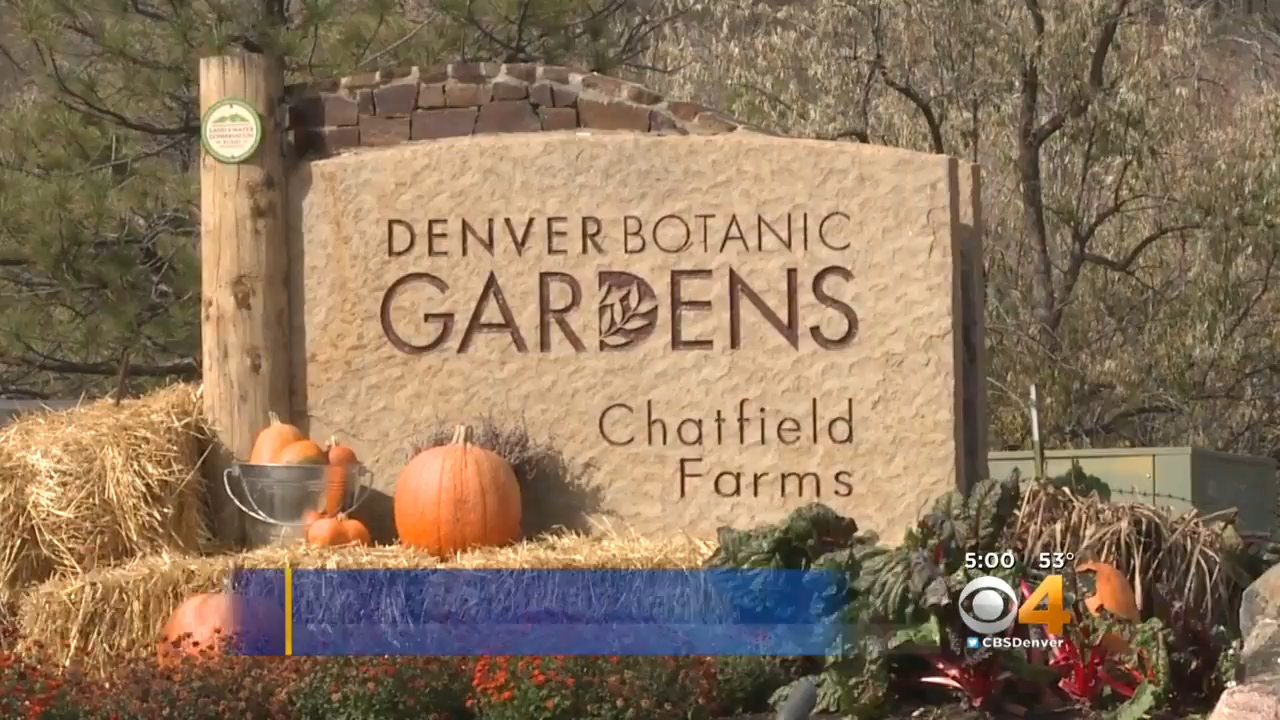 DENVER BOTANIC
GARDENS
Chatfield
Farms
5:00 53°
4
CBSDenver